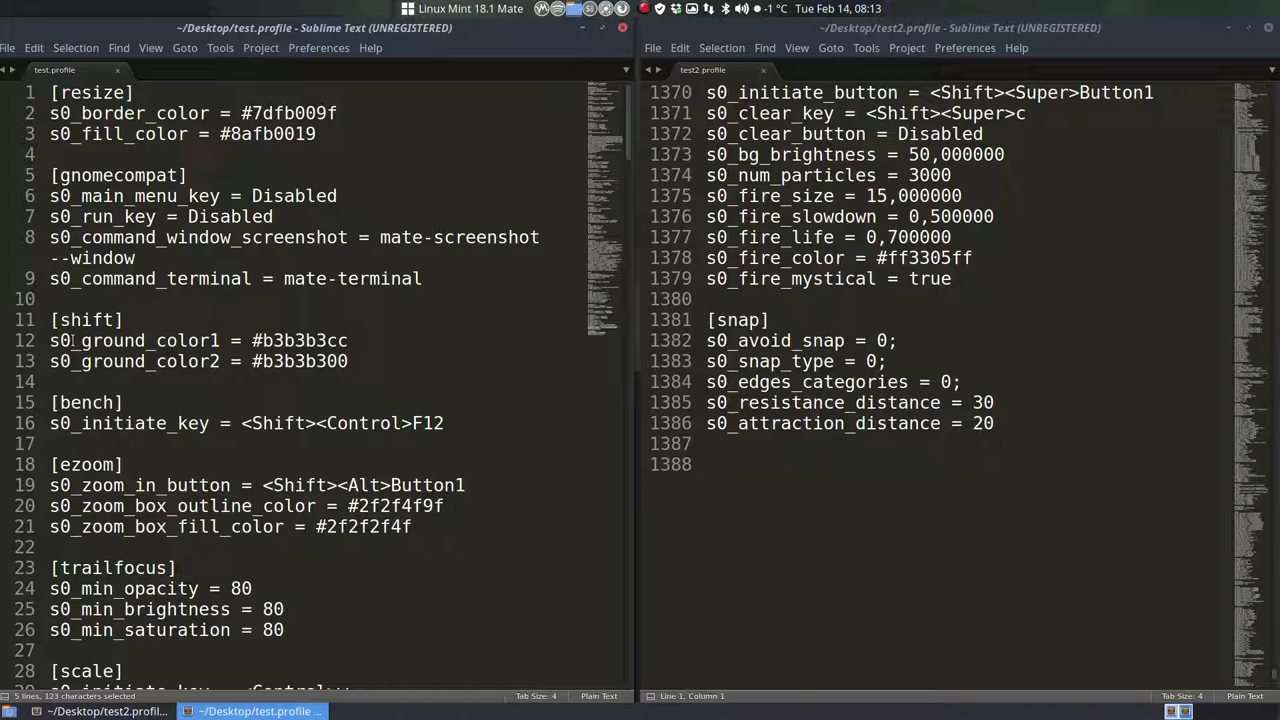 Linux Mint 18.1 Mate
-1 °C
Tue Feb 14, 08:13
~/Desktop/test.profile - Sublime Text (UNREGISTERED)
File Edit Selection Find View Goto Tools Project Preferences Help
test.profile
1 [resize]
2 s0_border_color = #7dfb009f
3 s0_fill_color = #8afb0019
4
5 [gnomecompat]
6 s0_main_menu_key = Disabled
7 s0_run_key = Disabled
8 s0_command_window_screenshot = mate-screenshot
--window
9 s0_command_terminal = mate-terminal
10
11 [shift]
12 s0_ground_color1 = #b3b3b3cc
13 s0_ground_color2 = #b3b3b300
14
15 [bench]
16 s0_initiate_key = <Shift><Control>F12
17
18 [ezoom]
19 s0_zoom_in_button = <Shift><Alt>Button1
20 s0_zoom_box_outline_color = #2f2f4f9f
21 s0_zoom_box_fill_color = #2f2f2f4f
22
23 [trailfocus]
24 s0_min_opacity = 80
25 s0_min_brightness = 80
26 s0_min_saturation = 80
27
28 [scale]
5 lines, 123 characters selected
Tab Size: 4
Plain Text
~/Desktop/test2.profile - Sublime Text (UNREGISTERED)
File Edit Selection Find View Goto Tools Project Preferences Help
test2.profile
1370 s0_initiate_button = <Shift><Super>Button1
1371 s0_clear_key = <Shift><Super>c
1372 s0_clear_button = Disabled
1373 s0_bg_brightness = 50,000000
1374 s0_num_particles = 3000
1375 s0_fire_size = 15,000000
1376 s0_fire_slowdown = 0,500000
1377 s0_fire_life = 0,700000
1378 s0_fire_color = #ff3305ff
1379 s0_fire_mystical = true
1380
1381 [snap]
1382 s0_avoid_snap = 0;
1383 s0_snap_type = 0;
1384 s0_edges_categories = 0;
1385 s0_resistance_distance = 30
1386 s0_attraction_distance = 20
1387
1388
Line 1, Column 1
Tab Size: 4
Plain Text
~/Desktop/test2.profil...
~/Desktop/test.profile ...